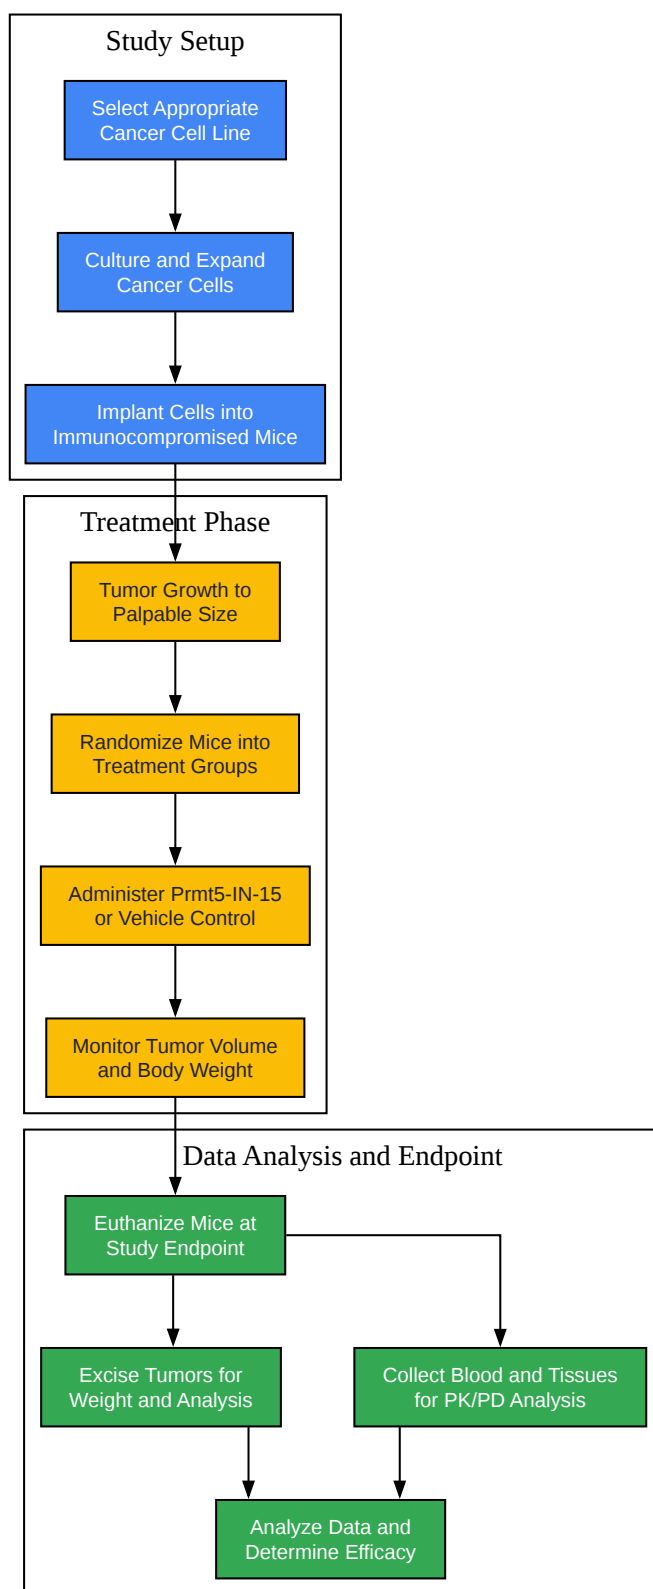 Study Setup
Select Appropriate
Cancer Cell Line
Culture and Expand
Cancer Cells
Implant Cells into
Immunocompromised Mice
Treatment Phase
Tumor Growth to
Palpable Size
Randomize Mice into
Treatment Groups
Administer Prmt5-IN-15
or Vehicle Control
Monitor Tumor Volume
and Body Weight
Data Analysis and Endpoint
Euthanize Mice at
Study Endpoint
Excise Tumors for
Weight and Analysis
Collect Blood and Tissues
for PK/PD Analysis
Analyze Data and
Determine Efficacy